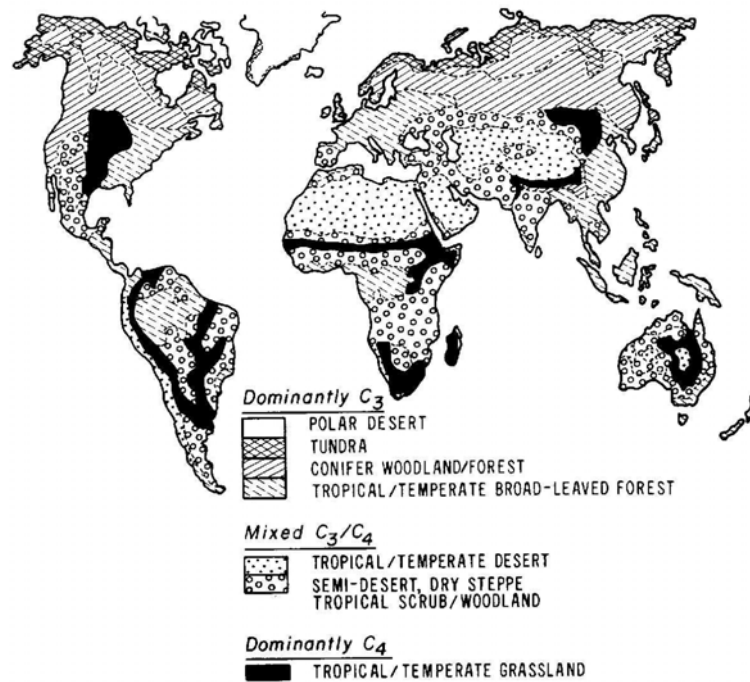 Dominantly C3
POLAR DESERT
TUNDRA
CONIFER WOODLAND/FOREST
TROPICAL/TEMPERATE BROAD-LEAVED FOREST
Mixed C3/C4
TROPICAL/TEMPERATE DESERT
SEMI-DESERT, DRY STEPPE
TROPICAL SCRUB/WOODLAND
Dominantly C4
TROPICAL/TEMPERATE GRASSLAND